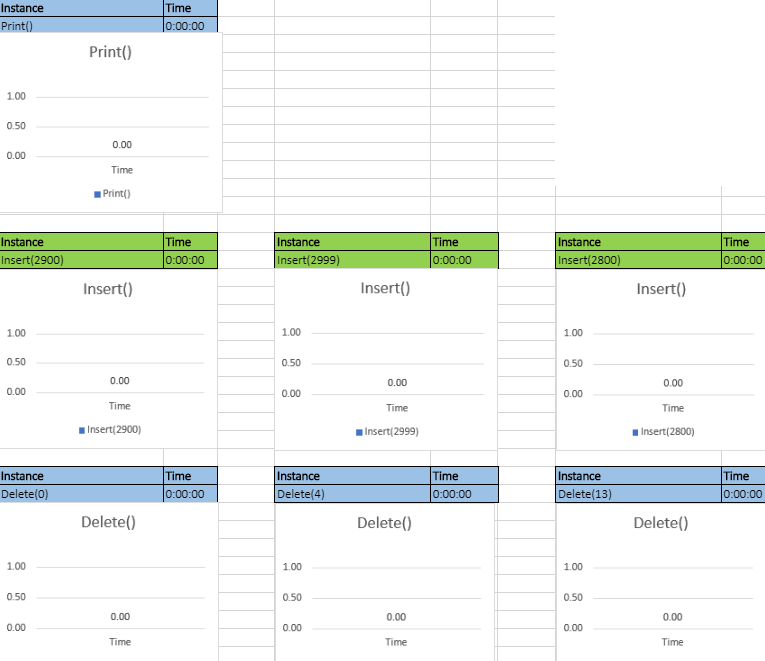 Instance Time
Print() 0:00:00
Print()
1.00
0.50
0.00
0.00
Time
Print()
Instance Time Instance Time Instance Time
Insert(2900) 0:00:00 Insert(2999) 0:00:00 Insert(2800) 0:00:00
Insert() Insert() Insert()
1.00 1.00 1.00
0.50 0.50 0.50
0.00 0.00 0.00
0.00 0.00 0.00
Time Time Time
Insert(2900) Insert(2999) Insert(2800)
Instance Time Instance Time Instance Time
Delete(0) 0:00:00 Delete(4) 0:00:00 Delete(13) 0:00:00
Delete() Delete() Delete()
1.00 1.00 1.00
0.50 0.50 0.50
0.00 0.00 0.00
0.00 0.00 0.00
Time Time Time